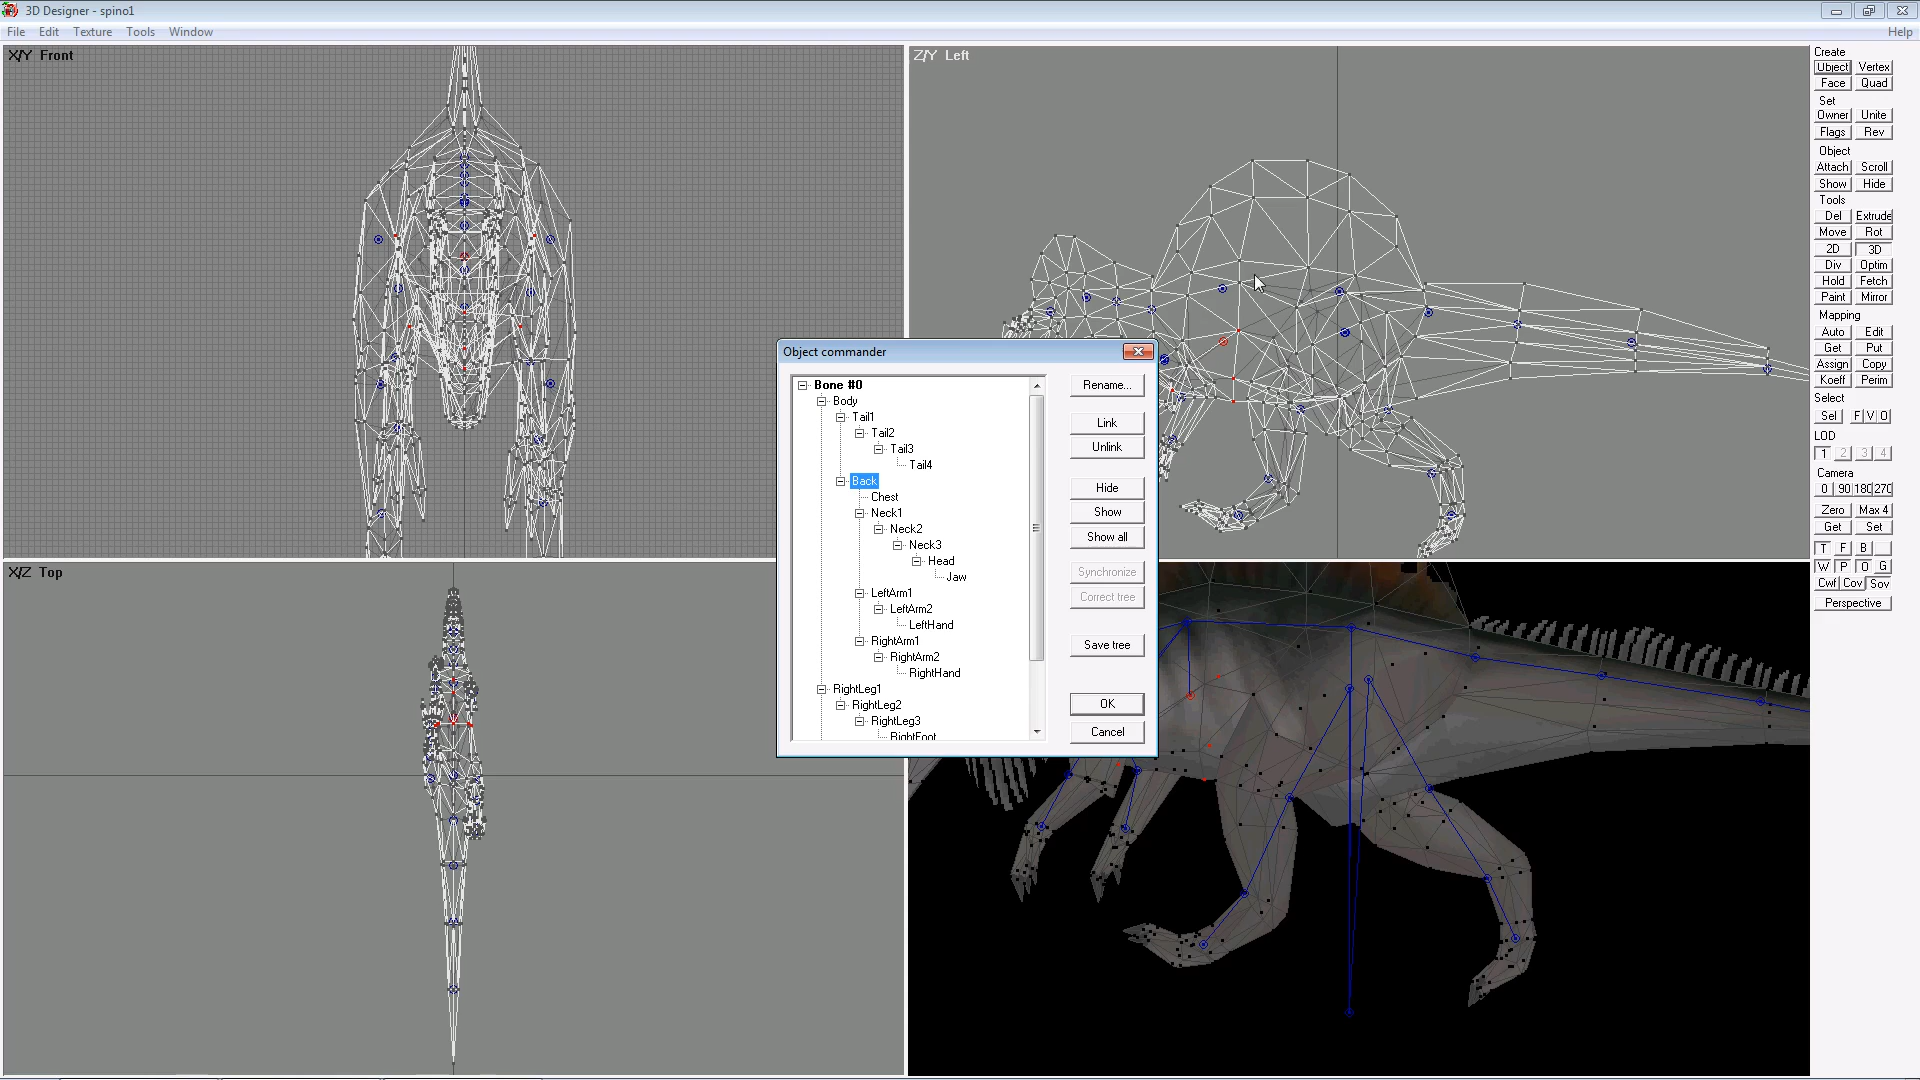 3D Designer - spino1
File Edit Texture Tools Window Help
X/Y Front
Z/Y Left
X/Z Top
Object commander
Bone #0
Body
Tail1
Tail2
Tail3
Tail4
Back
Chest
Neck1
Neck2
Neck3
Head
Jaw
LeftArm1
LeftArm2
LeftHand
RightArm1
RightArm2
RightHand
RightLeg1
RightLeg2
RightLeg3
RightFoot
Rename...
Link
Unlink
Hide
Show
Show all
Synchronize
Correct tree
Save tree
OK
Cancel
Create
Object Vertex
Face Quad
Set
Owner Unite
Flags Rev
Object
Attach Scroll
Show Hide
Tools
Del Extrude
Move Rot
2D 3D
Div Optim
Hold Fetch
Paint Mirror
Mapping
Auto Edit
Get Put
Assign Copy
Koeff Perim
Select
Sel F V O
LOD
1 2 3 4
Camera
0 90 180 270
Zero Max 4
Get Set
T F B
W P O G
Cwf Cov Sov
Perspective